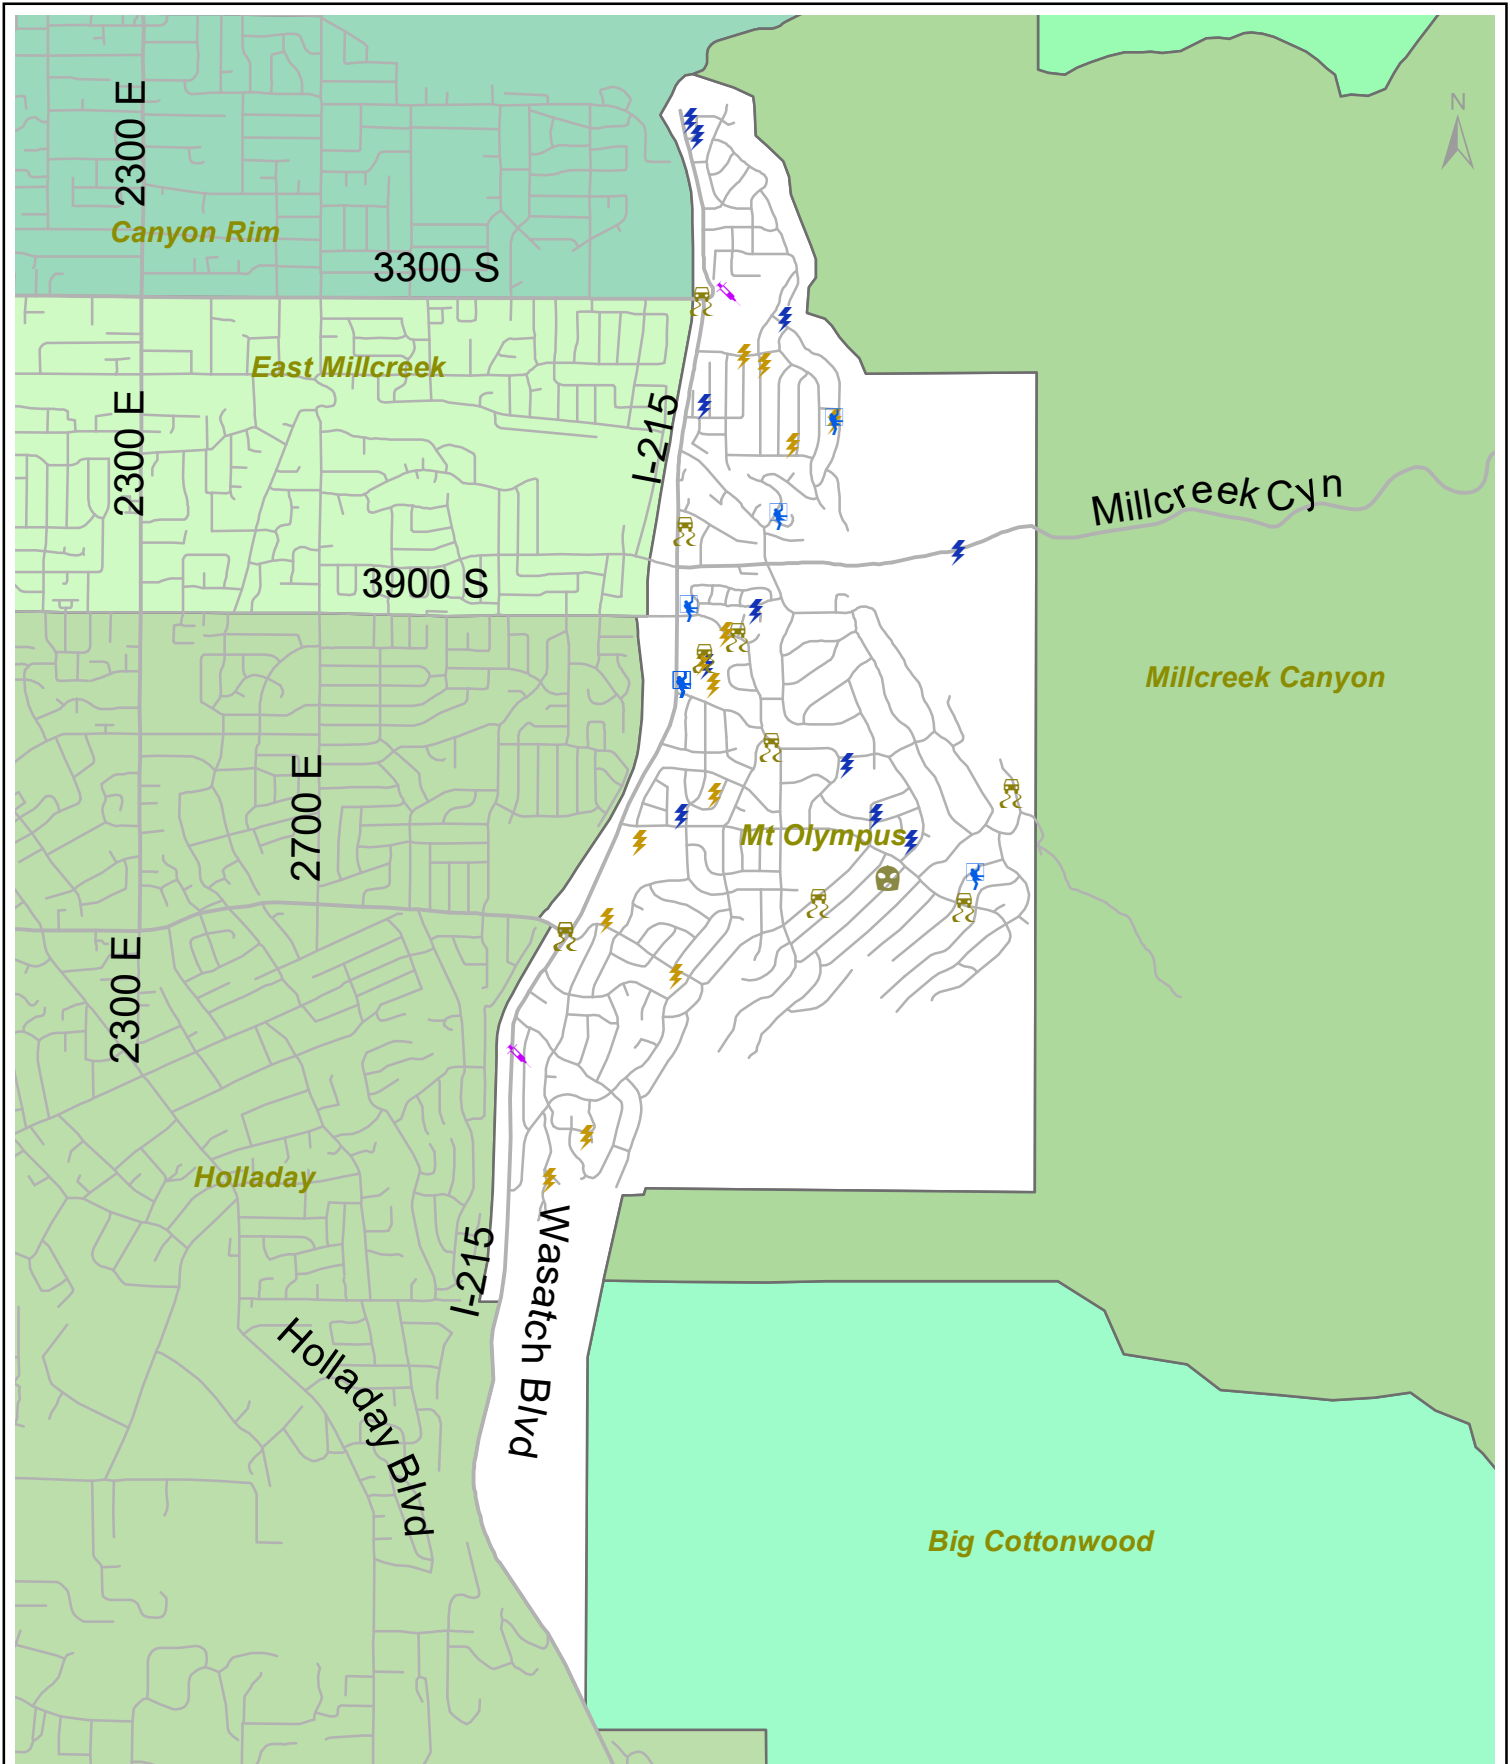 N
2300 E
Canyon Rim
3300 S
East Millcreek
2300 E
I-215
Millcreek Cyn
3900 S
Millcreek Canyon
2700 E
Mt Olympus
2300 E
Holladay
I-215
Wasatch Blvd
Holladay Blvd
Big Cottonwood